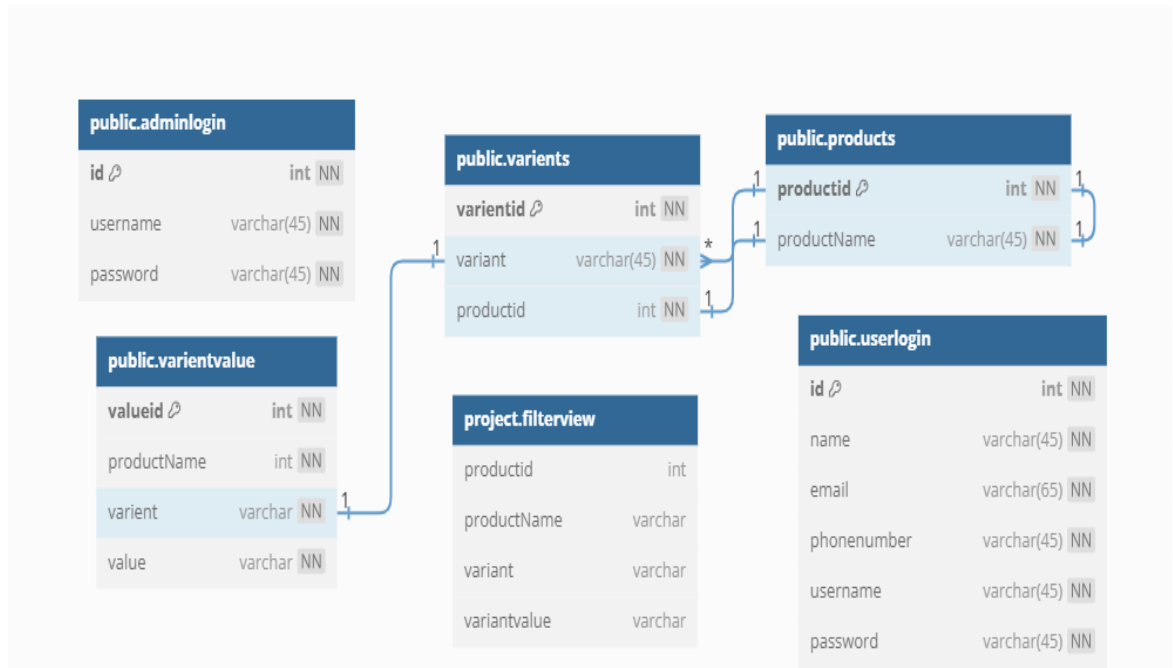 public.adminlogin
id int NN
username varchar(45) NN
password varchar(45) NN
public.varients
varientid int NN
variant varchar(45) NN
productid int NN
public.products
productid int NN
productName varchar(45) NN
1
1
1
1
*
1
1
1
public.varientvalue
valueid int NN
productName int NN
varient varchar NN
value varchar NN
project.filterview
productid int
productName varchar
variant varchar
variantvalue varchar
public.userlogin
id int NN
name varchar(45) NN
email varchar(65) NN
phonenumber varchar(45) NN
username varchar(45) NN
password varchar(45) NN